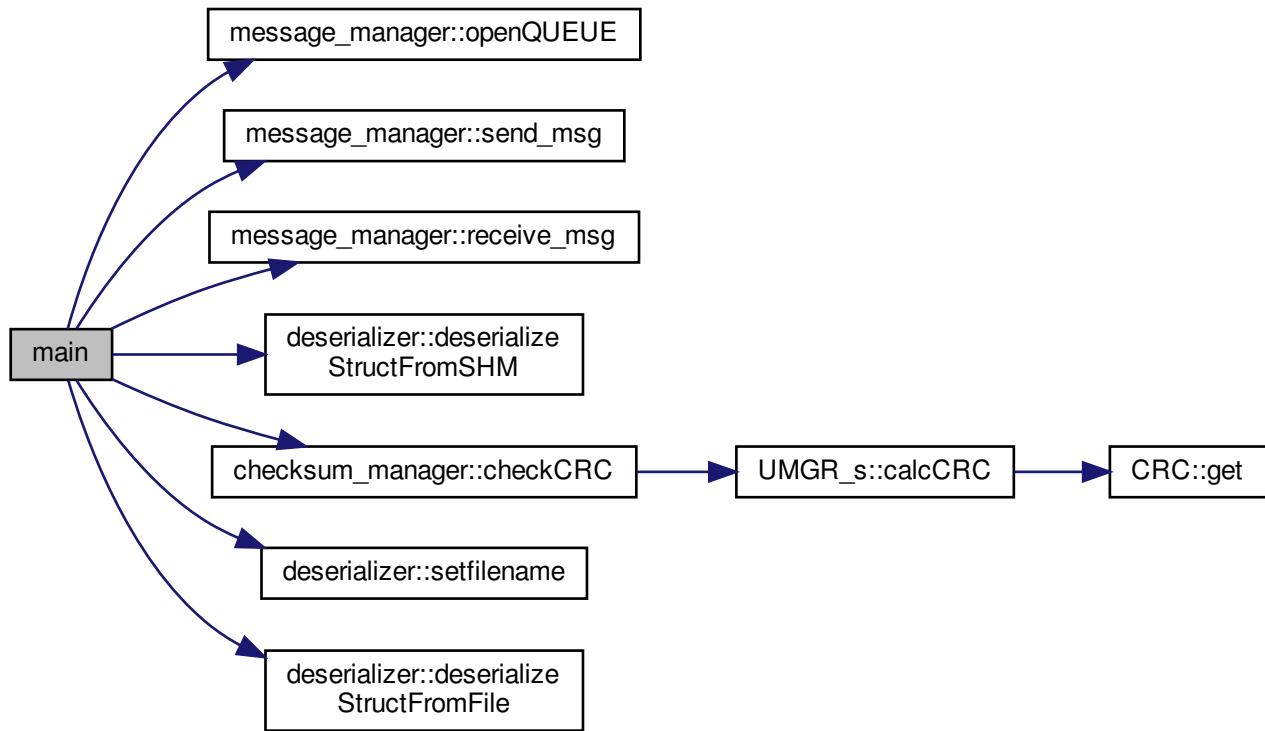 message_manager::openQUEUE
message_manager::send_msg
message_manager::receive_msg
main
deserializer::deserialize
StructFromSHM
checksum_manager::checkCRC
UMGR_s::calcCRC
CRC::get
deserializer::setfilename
deserializer::deserialize
StructFromFile